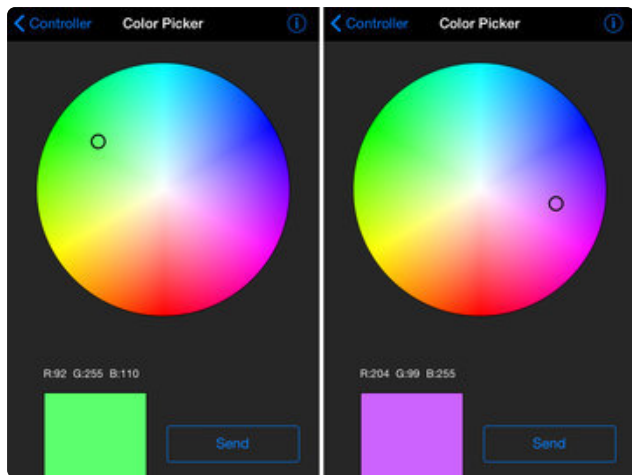 Controller Color Picker
R:92 G:255 B:110
Send
Controller Color Picker
R:204 G:99 B:255
Send